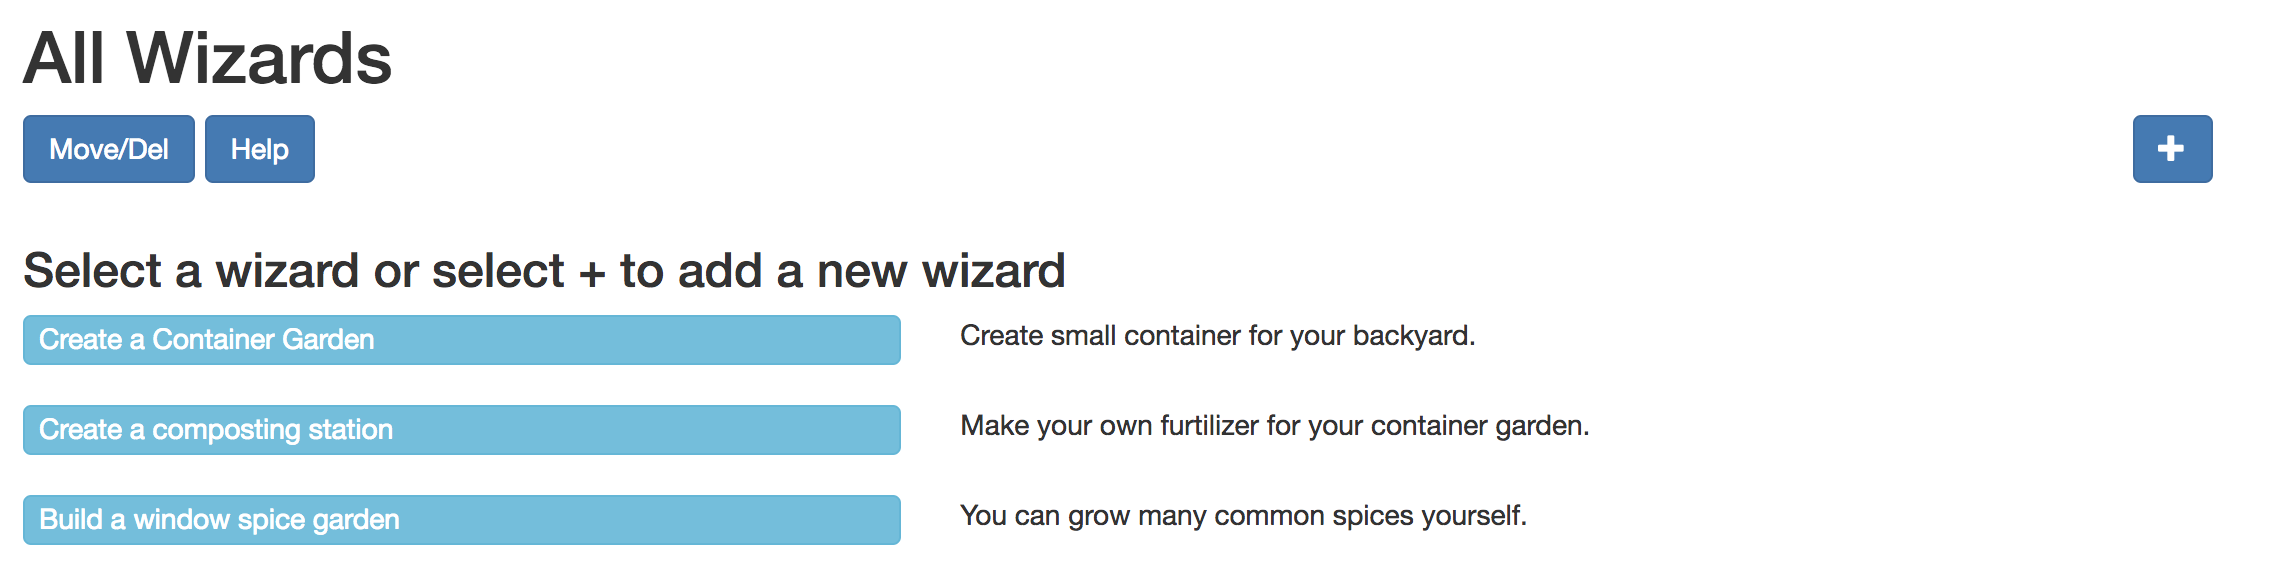 All Wizards
Move/Del Help +
Select a wizard or select + to add a new wizard
Create a Container Garden Create small container for your backyard.
Create a composting station Make your own furtilizer for your container garden.
Build a window spice garden You can grow many common spices yourself.